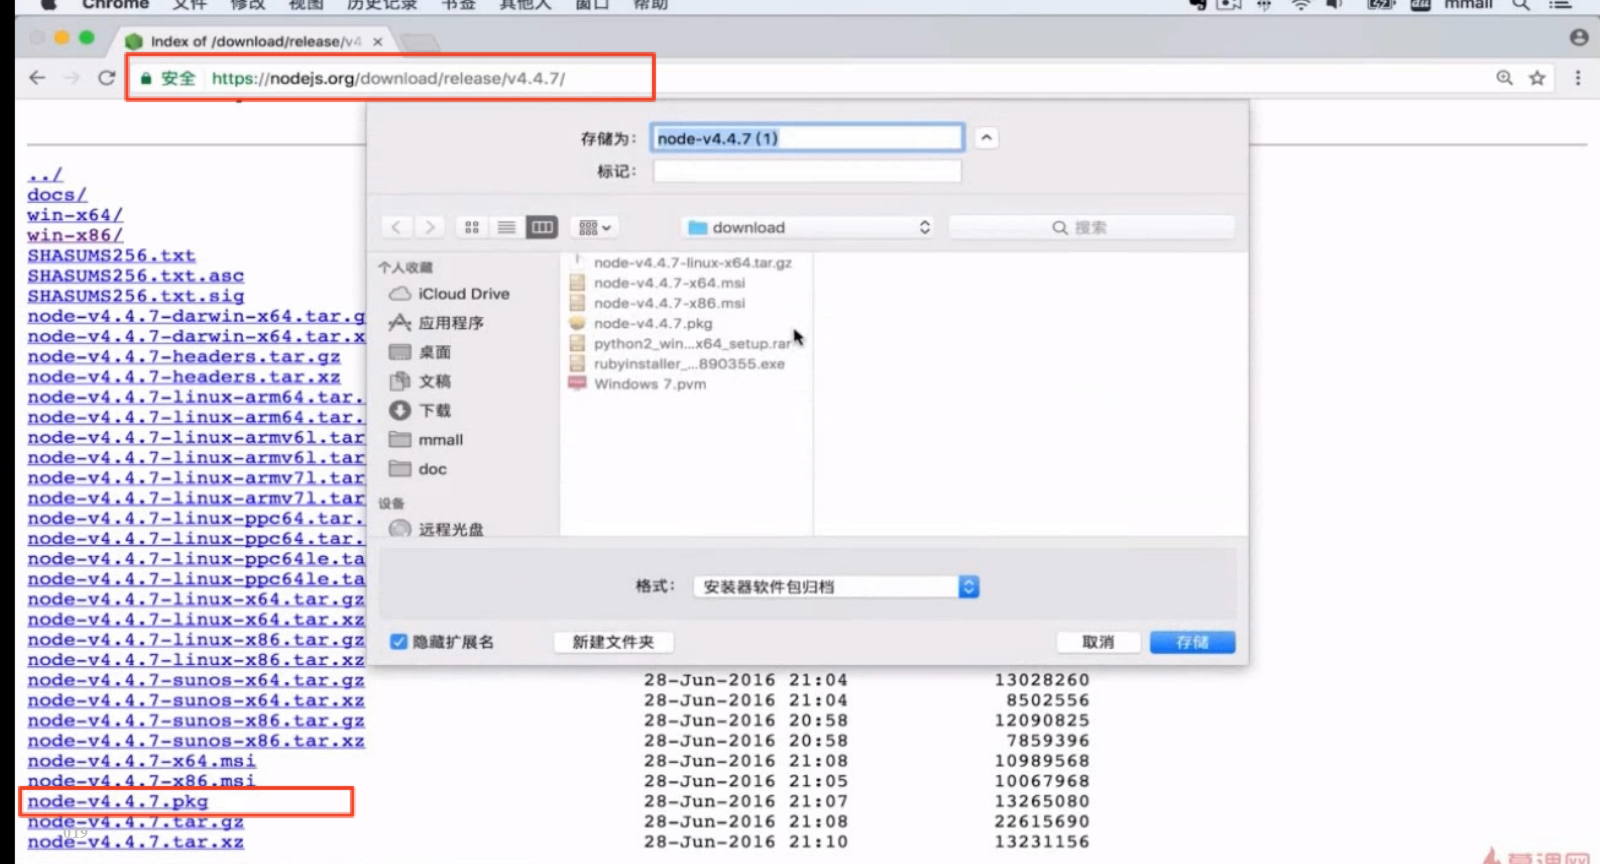 Chrome 文件 修改 视图 历史记录 书签 其他人 窗口 帮助 mmall
Index of /download/release/v4
安全 https://nodejs.org/download/release/v4.4.7/
存储为: node-v4.4.7 (1)
标记:
download 搜索
个人收藏
iCloud Drive
应用程序
桌面
文稿
下载
mmall
doc
设备
远程光盘
node-v4.4.7-linux-x64.tar.gz
node-v4.4.7-x64.msi
node-v4.4.7-x86.msi
node-v4.4.7.pkg
python2_win...x64_setup.rar
rubyinstaller_...890355.exe
Windows 7.pvm
格式: 安装器软件包归档
隐藏扩展名 新建文件夹 取消 存储
../
docs/
win-x64/
win-x86/
SHASUMS256.txt
SHASUMS256.txt.asc
SHASUMS256.txt.sig
node-v4.4.7-darwin-x64.tar.g
node-v4.4.7-darwin-x64.tar.x
node-v4.4.7-headers.tar.gz
node-v4.4.7-headers.tar.xz
node-v4.4.7-linux-arm64.tar.
node-v4.4.7-linux-arm64.tar.
node-v4.4.7-linux-armv6l.tar
node-v4.4.7-linux-armv6l.tar
node-v4.4.7-linux-armv7l.tar
node-v4.4.7-linux-armv7l.tar
node-v4.4.7-linux-ppc64.tar.
node-v4.4.7-linux-ppc64.tar.
node-v4.4.7-linux-ppc64le.ta
node-v4.4.7-linux-ppc64le.ta
node-v4.4.7-linux-x64.tar.gz
node-v4.4.7-linux-x64.tar.xz
node-v4.4.7-linux-x86.tar.gz
node-v4.4.7-linux-x86.tar.xz
node-v4.4.7-sunos-x64.tar.gz 28-Jun-2016 21:04 13028260
node-v4.4.7-sunos-x64.tar.xz 28-Jun-2016 21:04 8502556
node-v4.4.7-sunos-x86.tar.gz 28-Jun-2016 20:58 12090825
node-v4.4.7-sunos-x86.tar.xz 28-Jun-2016 20:58 7859396
node-v4.4.7-x64.msi 28-Jun-2016 21:08 10989568
node-v4.4.7-x86.msi 28-Jun-2016 21:05 10067968
node-v4.4.7.pkg 28-Jun-2016 21:07 13265080
node-v4.4.7.tar.gz 28-Jun-2016 21:08 22615690
019
node-v4.4.7.tar.xz 28-Jun-2016 21:10 13231156
慕课网